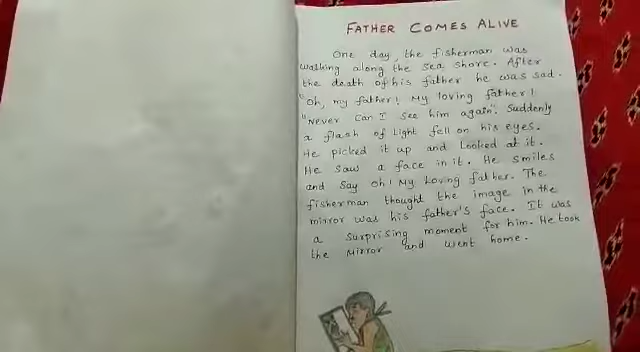 FATHER COMES ALIVE
One day, the fisherman was
walking along the sea shore. After
the death of his father he was sad.
"Oh, my father! My loving father!
"Never can I see him again". Suddenly
a flash of light fell on his eyes.
He picked it up and looked at it.
He saw a face in it. He smiles
and say oh! My loving father. The
fisherman thought the image in the
mirror was his father's face. It was
a surprising moment for him. He took
the mirror and went home.